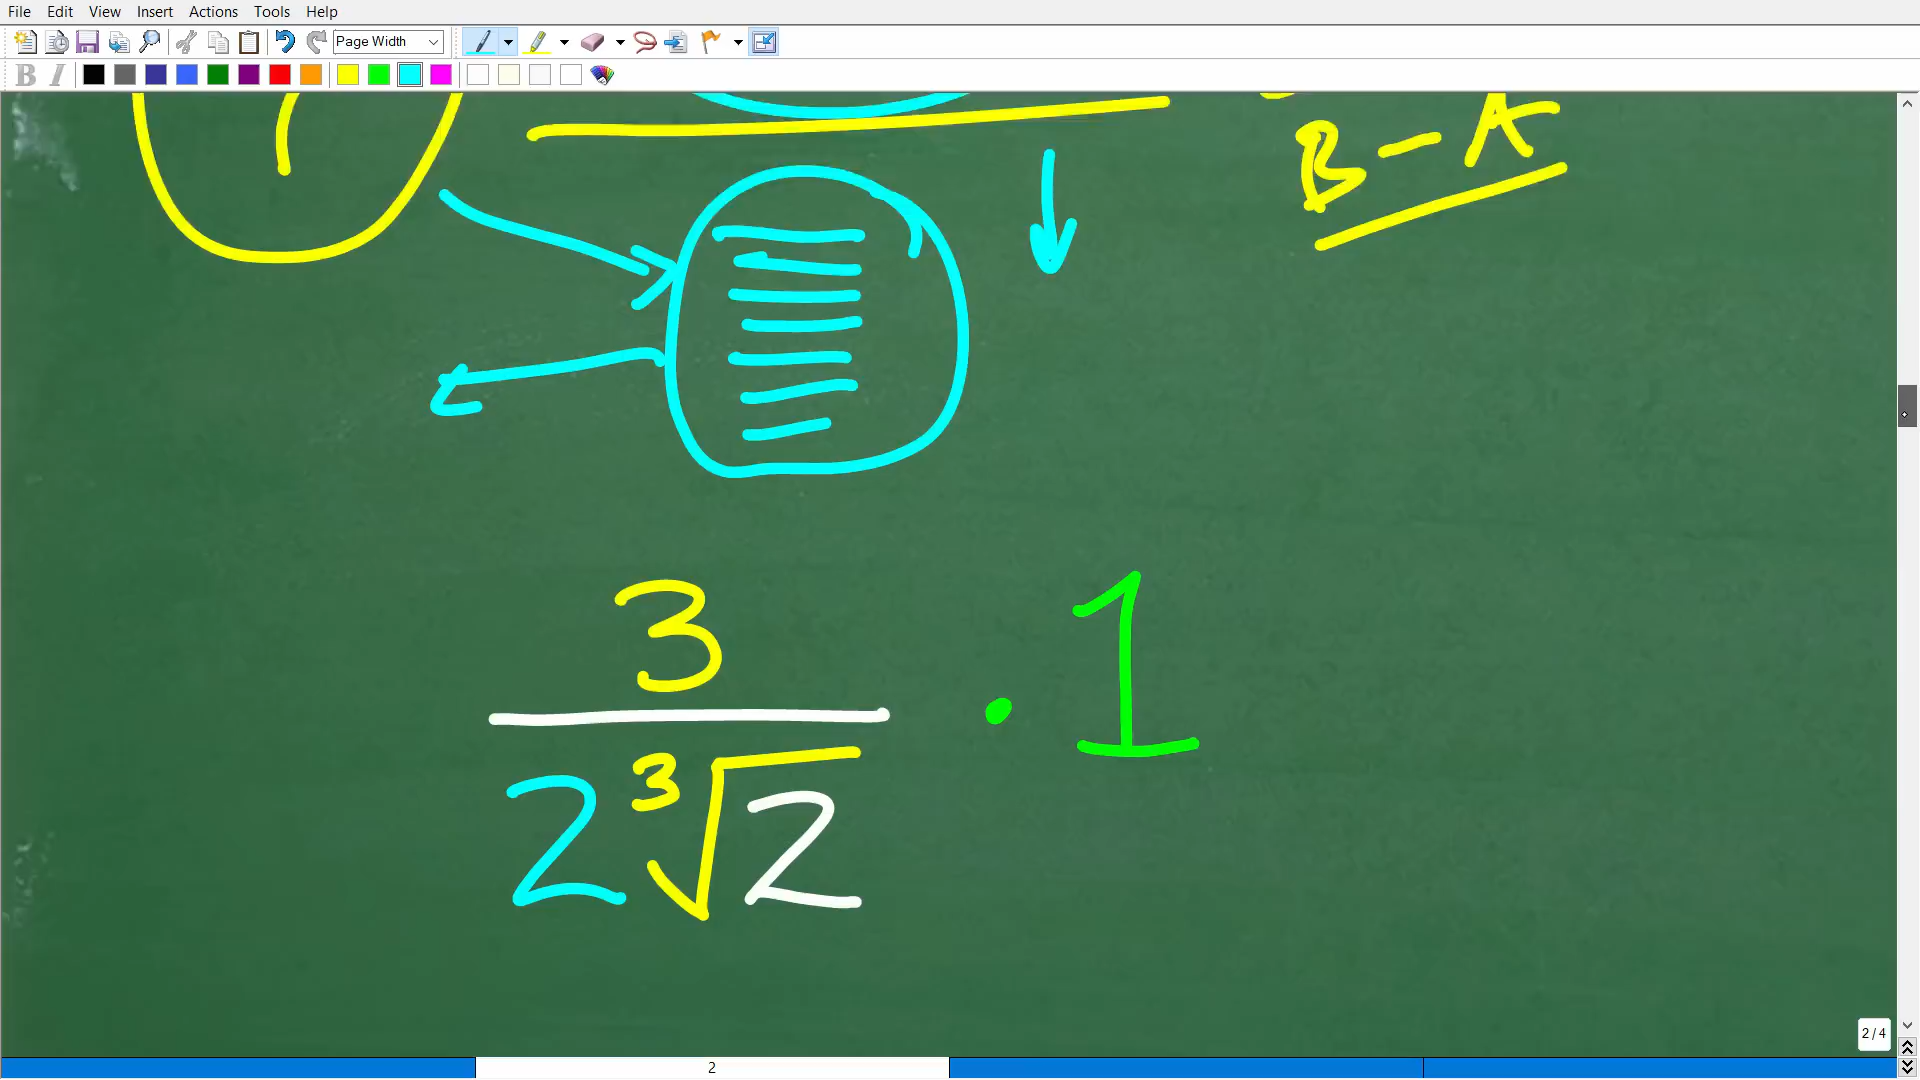 File Edit View Insert Actions Tools Help
Page Width
B I
B - A
3 . 1
2 ∛2
2 / 4
2